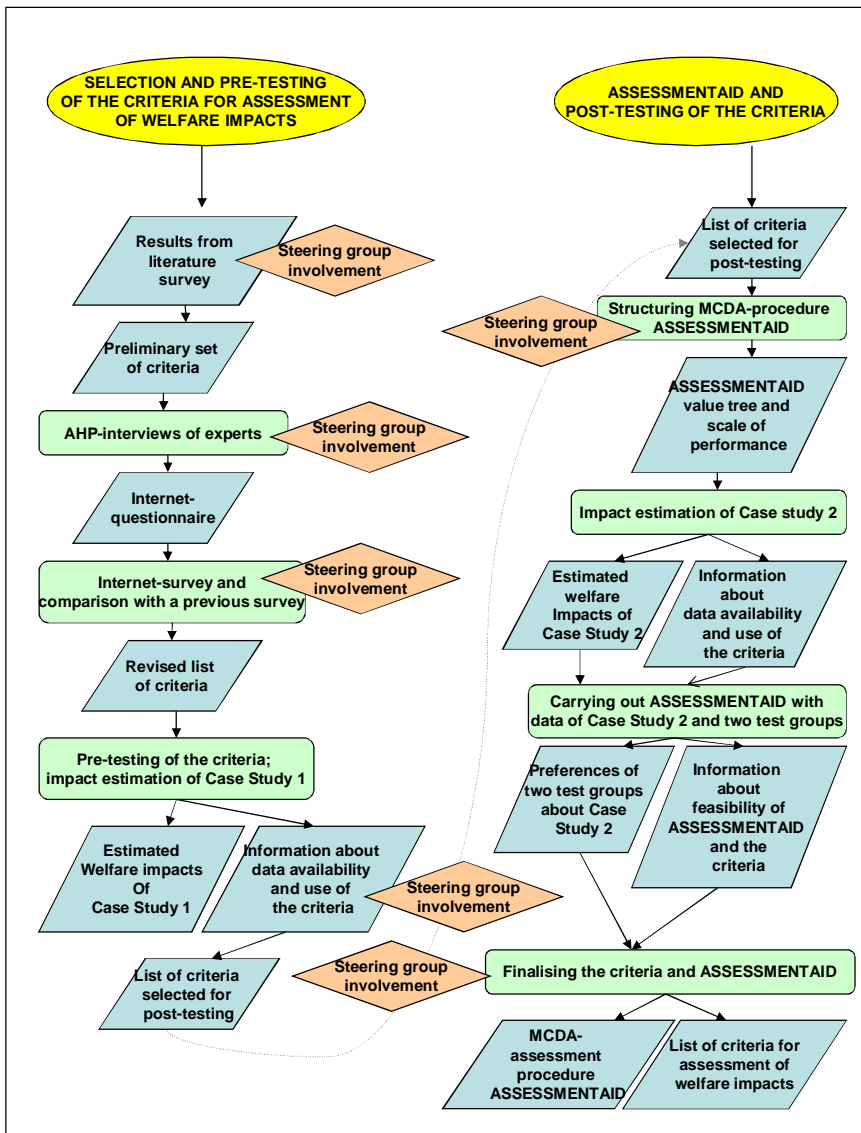 SELECTION AND PRE-TESTING
OF THE CRITERIA FOR ASSESSMENT
OF WELFARE IMPACTS
Results from
literature
survey
Steering group
involvement
Preliminary set
of criteria
AHP-interviews of experts
Steering group
involvement
Internet-
questionnaire
Internet-survey and
comparison with a previous survey
Steering group
involvement
Revised list
of criteria
Pre-testing of the criteria;
impact estimation of Case Study 1
Estimated
Welfare impacts
Of
Case Study 1
Information about
data availability
and use of
the criteria
Steering group
involvement
List of criteria
selected for
post-testing
ASSESSMENTAID AND
POST-TESTING OF THE CRITERIA
List of criteria
selected for
post-testing
Structuring MCDA-procedure
ASSESSMENTAID
Steering group
involvement
ASSESSMENTAID
value tree and
scale of
performance
Impact estimation of Case study 2
Estimated
welfare
Impacts of
Case Study 2
Information
about
data availability
and use of
the criteria
Carrying out ASSESSMENTAID with
data of Case Study 2 and two test groups
Preferences of
two test groups
about Case
Study 2
Information
about
feasibility of
ASSESSMENTAID
and the
criteria
Steering group
involvement
Finalising the criteria and ASSESSMENTAID
MCDA-
assessment
procedure
ASSESSMENTAID
List of criteria for
assessment of
welfare impacts